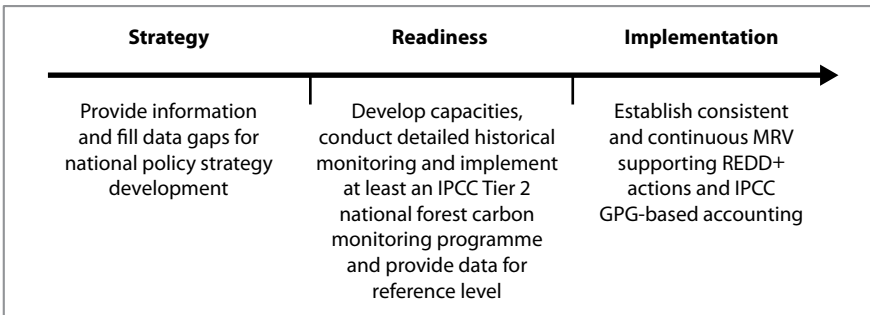 Strategy
Readiness
Implementation
Provide information
and fill data gaps for
national policy strategy
development
Develop capacities,
conduct detailed historical
monitoring and implement
at least an IPCC Tier 2
national forest carbon
monitoring programme
and provide data for
reference level
Establish consistent
and continuous MRV
supporting REDD+
actions and IPCC
GPG-based accounting